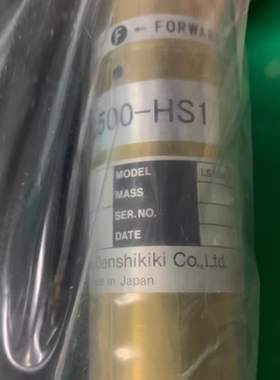 F ← FORWAR
500-HS1
MODEL
MASS
SER.NO.
DATE
Denshikiki Co., Ltd.
in Japan